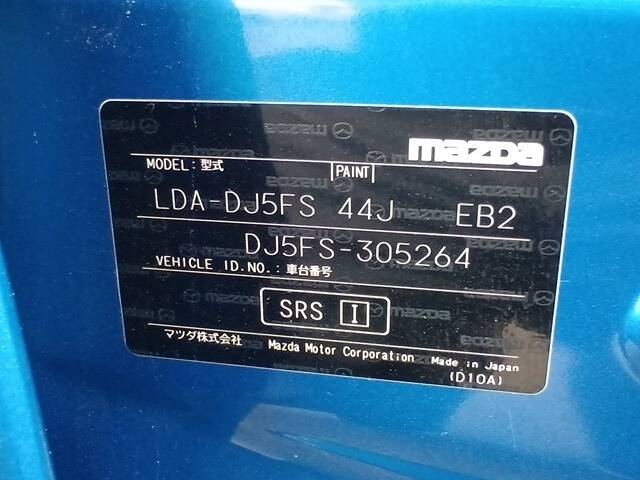 mazda
MODEL: 型式 PAINT
LDA-DJ5FS 44J EB2
DJ5FS-305264
VEHICLE ID.NO.: 車台番号
SRS I
マツダ株式会社 Mazda Motor Corporation Made in Japan
(D10A)